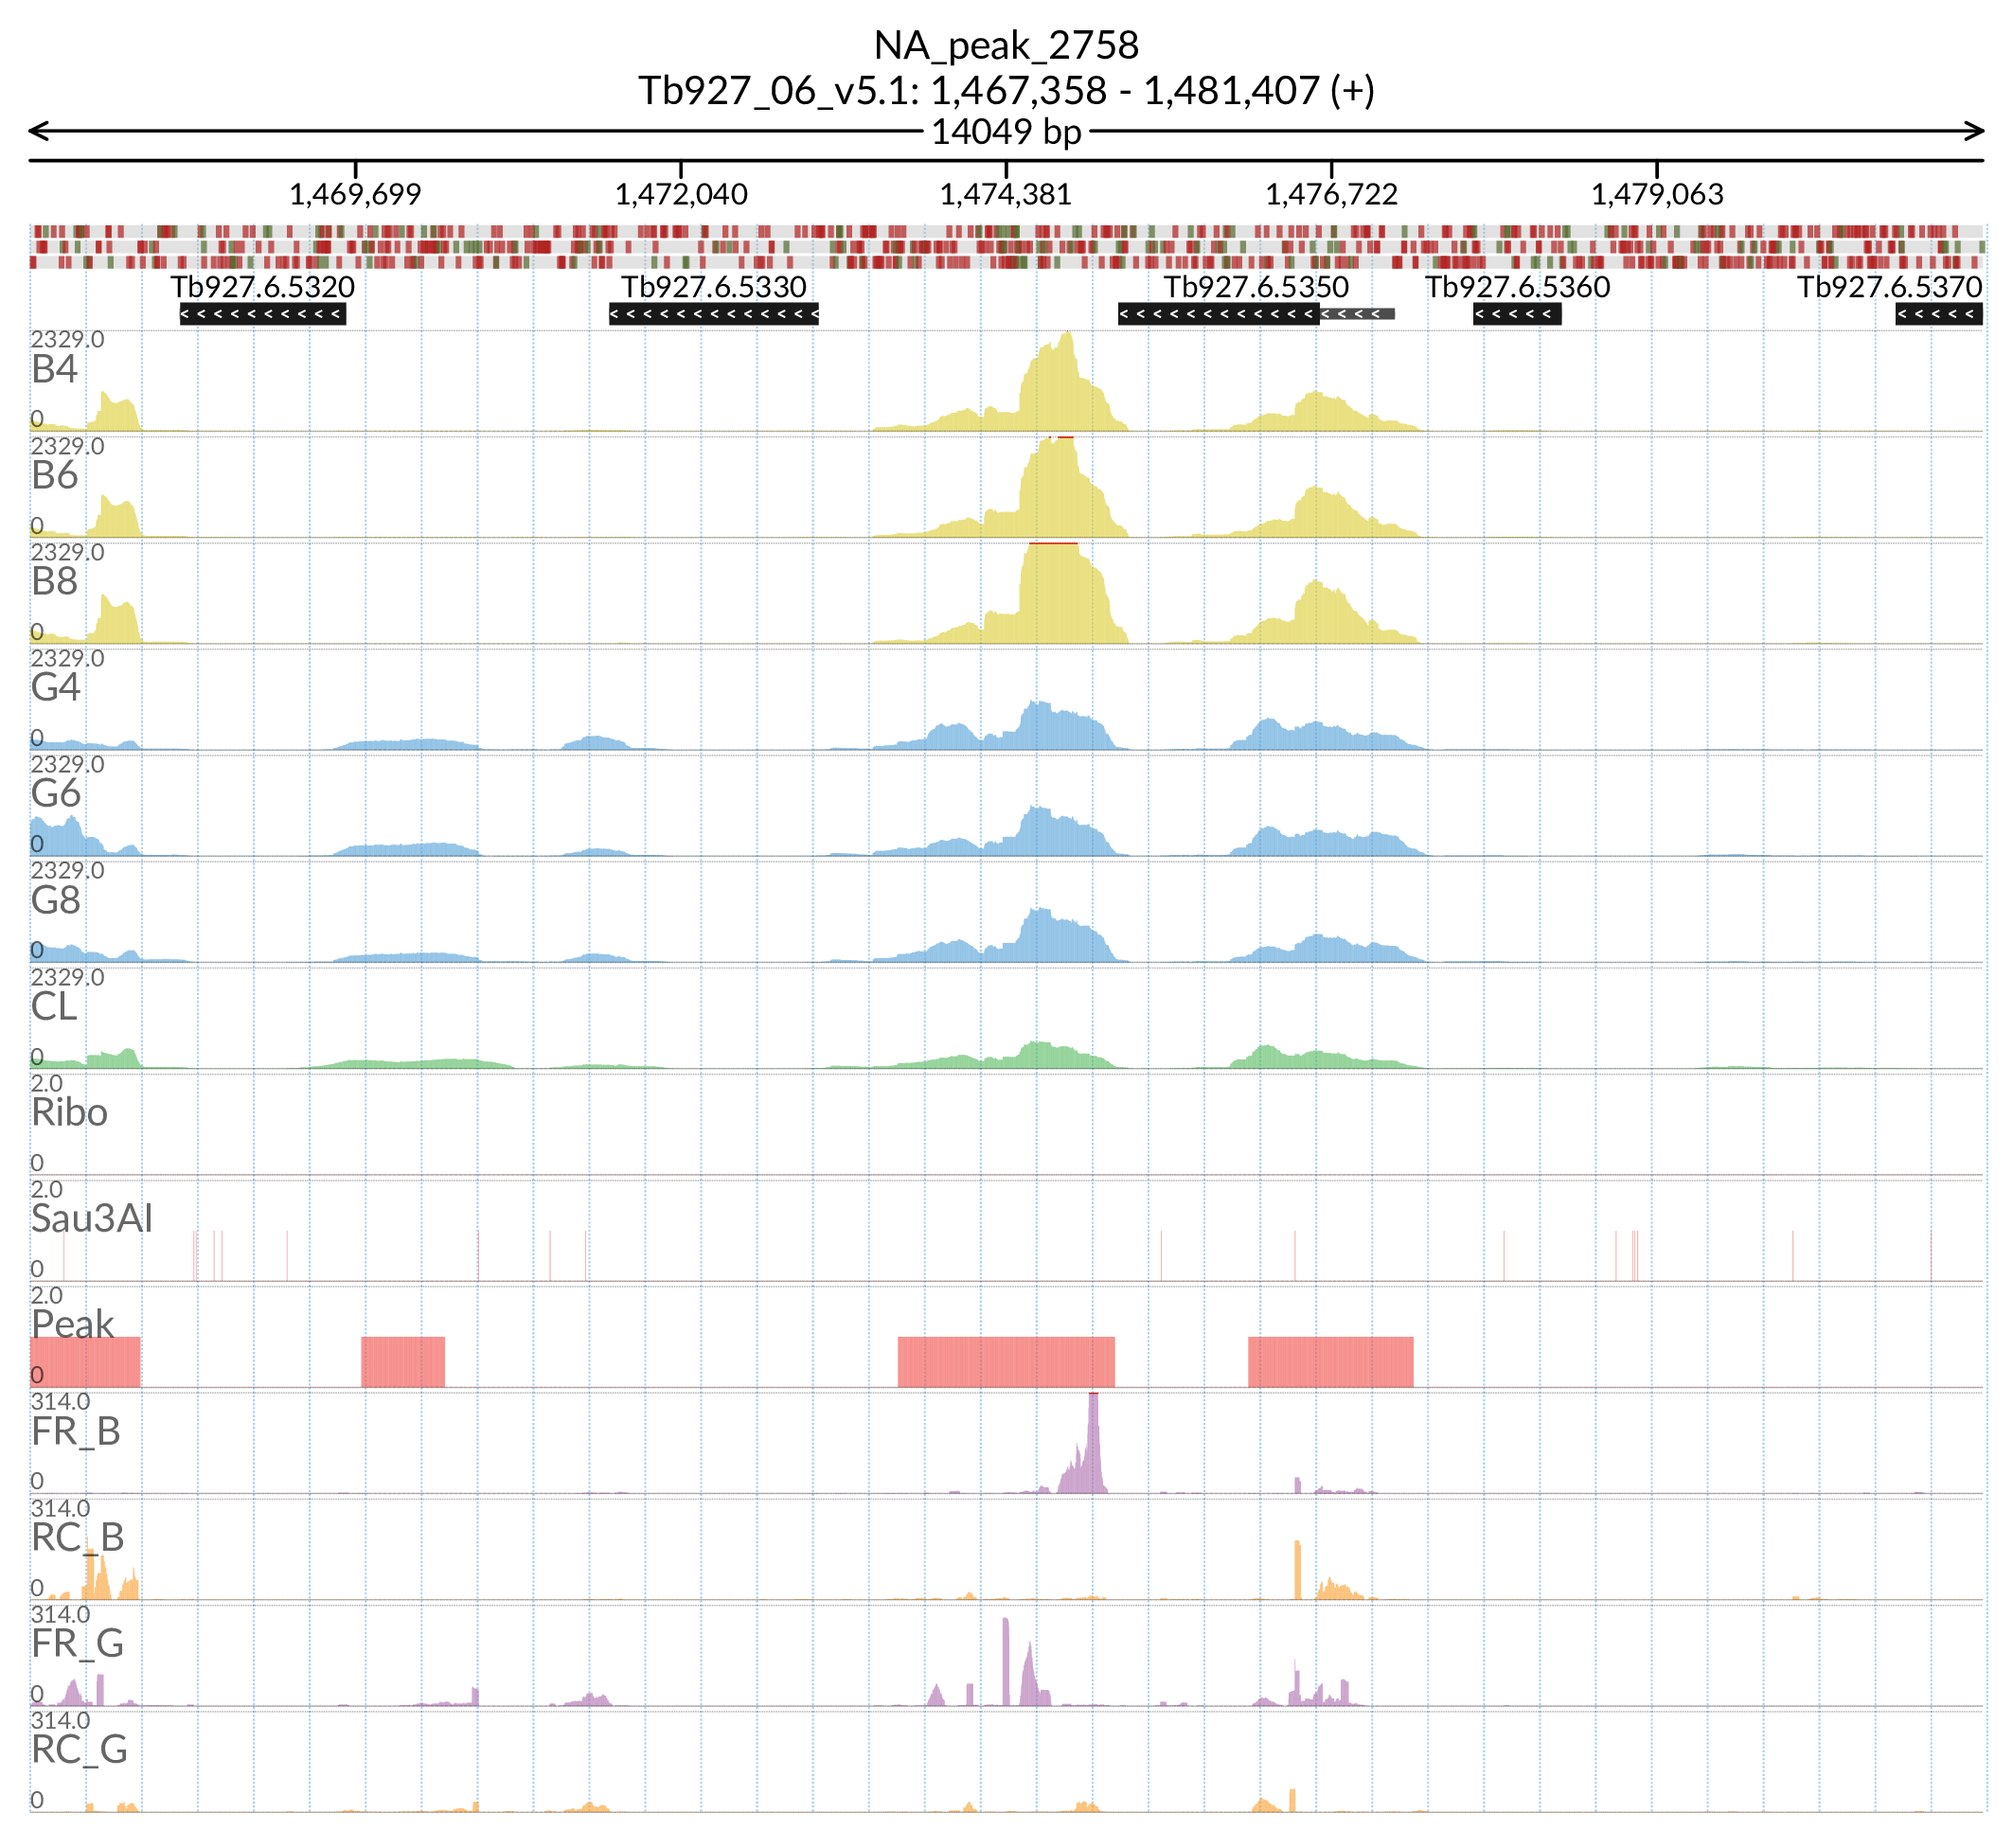 NA_peak_2758
Tb927_06_v5.1: 1,467,358 - 1,481,407 (+)
14049 bp
1,469,699 1,472,040 1,474,381 1,476,722 1,479,063
Tb927.6.5320 Tb927.6.5330 Tb927.6.5350 Tb927.6.5360 Tb927.6.5370
2329.0
B4
0
2329.0
B6
0
2329.0
B8
0
2329.0
G4
0
2329.0
G6
0
2329.0
G8
0
2329.0
CL
0
2.0
Ribo
0
2.0
Sau3AI
0
2.0
Peak
0
314.0
FR_B
0
314.0
RC_B
0
314.0
FR_G
0
314.0
RC_G
0